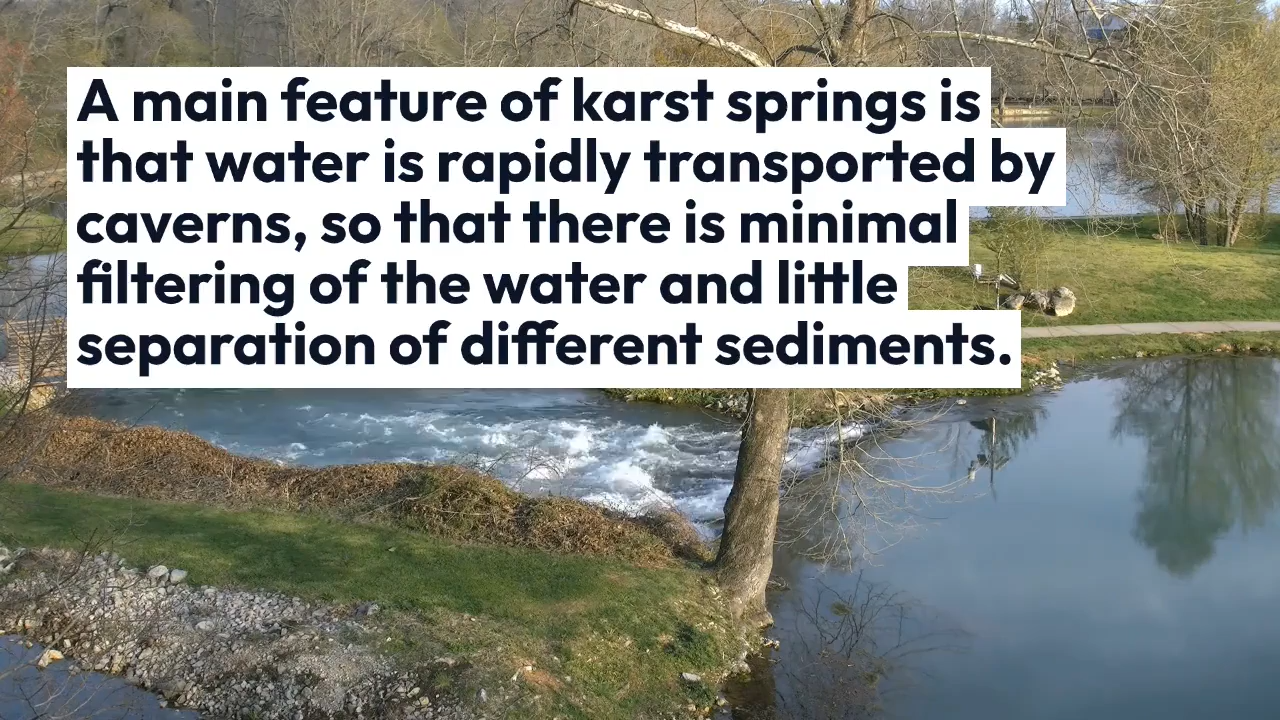 A main feature of karst springs is
that water is rapidly transported by
caverns, so that there is minimal
filtering of the water and little
separation of different sediments.